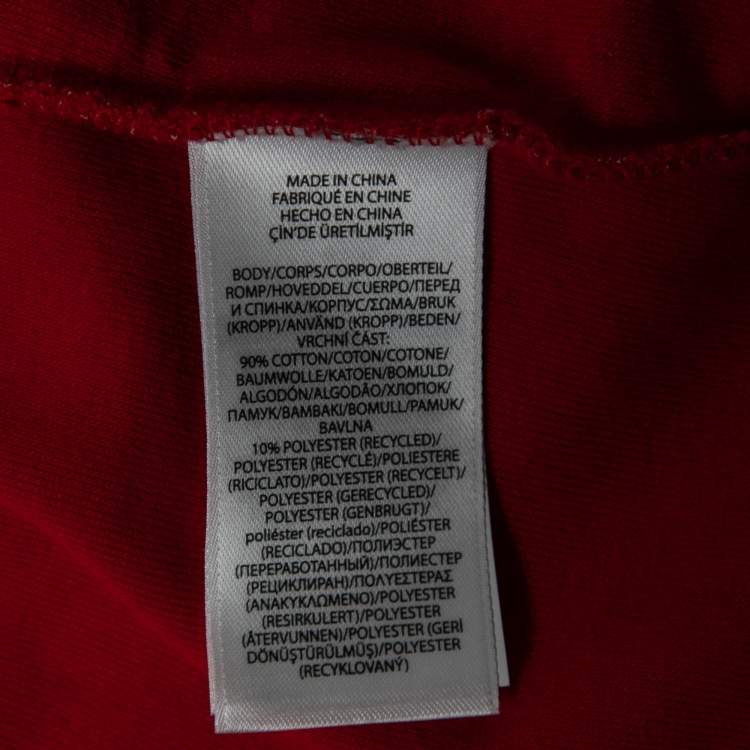 MADE IN CHINA
FABRIQUÉ EN CHINE
HECHO EN CHINA
ÇİN'DE ÜRETİLMİŞTİR
BODY/CORPS/CORPO/OBERTEIL/
ROMP/HOVEDDEL/CUERPO/ПЕРЕД
И СПИНКА/КОРПУС/ΣΩΜΑ/BRUK
(KROPP)/ANVÄND (KROPP)/BEDEN/
VRCHNÍ ČÁST:
90% COTTON/COTON/COTONE/
BAUMWOLLE/KATOEN/BOMULD/
ALGODÓN/ALGODÃO/ХЛОПОК/
ПАМУК/BAMBAKI/BOMULL/PAMUK/
BAVLNA
10% POLYESTER (RECYCLED)/
POLYESTER (RECYCLÉ)/POLIESTERE
(RICICLATO)/POLYESTER (RECYCELT)/
POLYESTER (GERECYCLED)/
POLYESTER (GENBRUGT)/
poliéster (reciclado)/POLIÉSTER
(RECICLADO)/ПОЛИЭСТЕР
(ПЕРЕРАБОТАННЫЙ)/ПОЛИЕСТЕР
(РЕЦИКЛИРАН)/ΠΟΛΥΕΣΤΕΡΑΣ
(ΑΝΑΚΥΚΛΩΜΕΝΟ)/POLYESTER
(RESIRKULERT)/POLYESTER
(ÅTERVUNNEN)/POLYESTER (GERİ
DÖNÜŞTÜRÜLMÜŞ)/POLYESTER
(RECYKLOVANÝ)